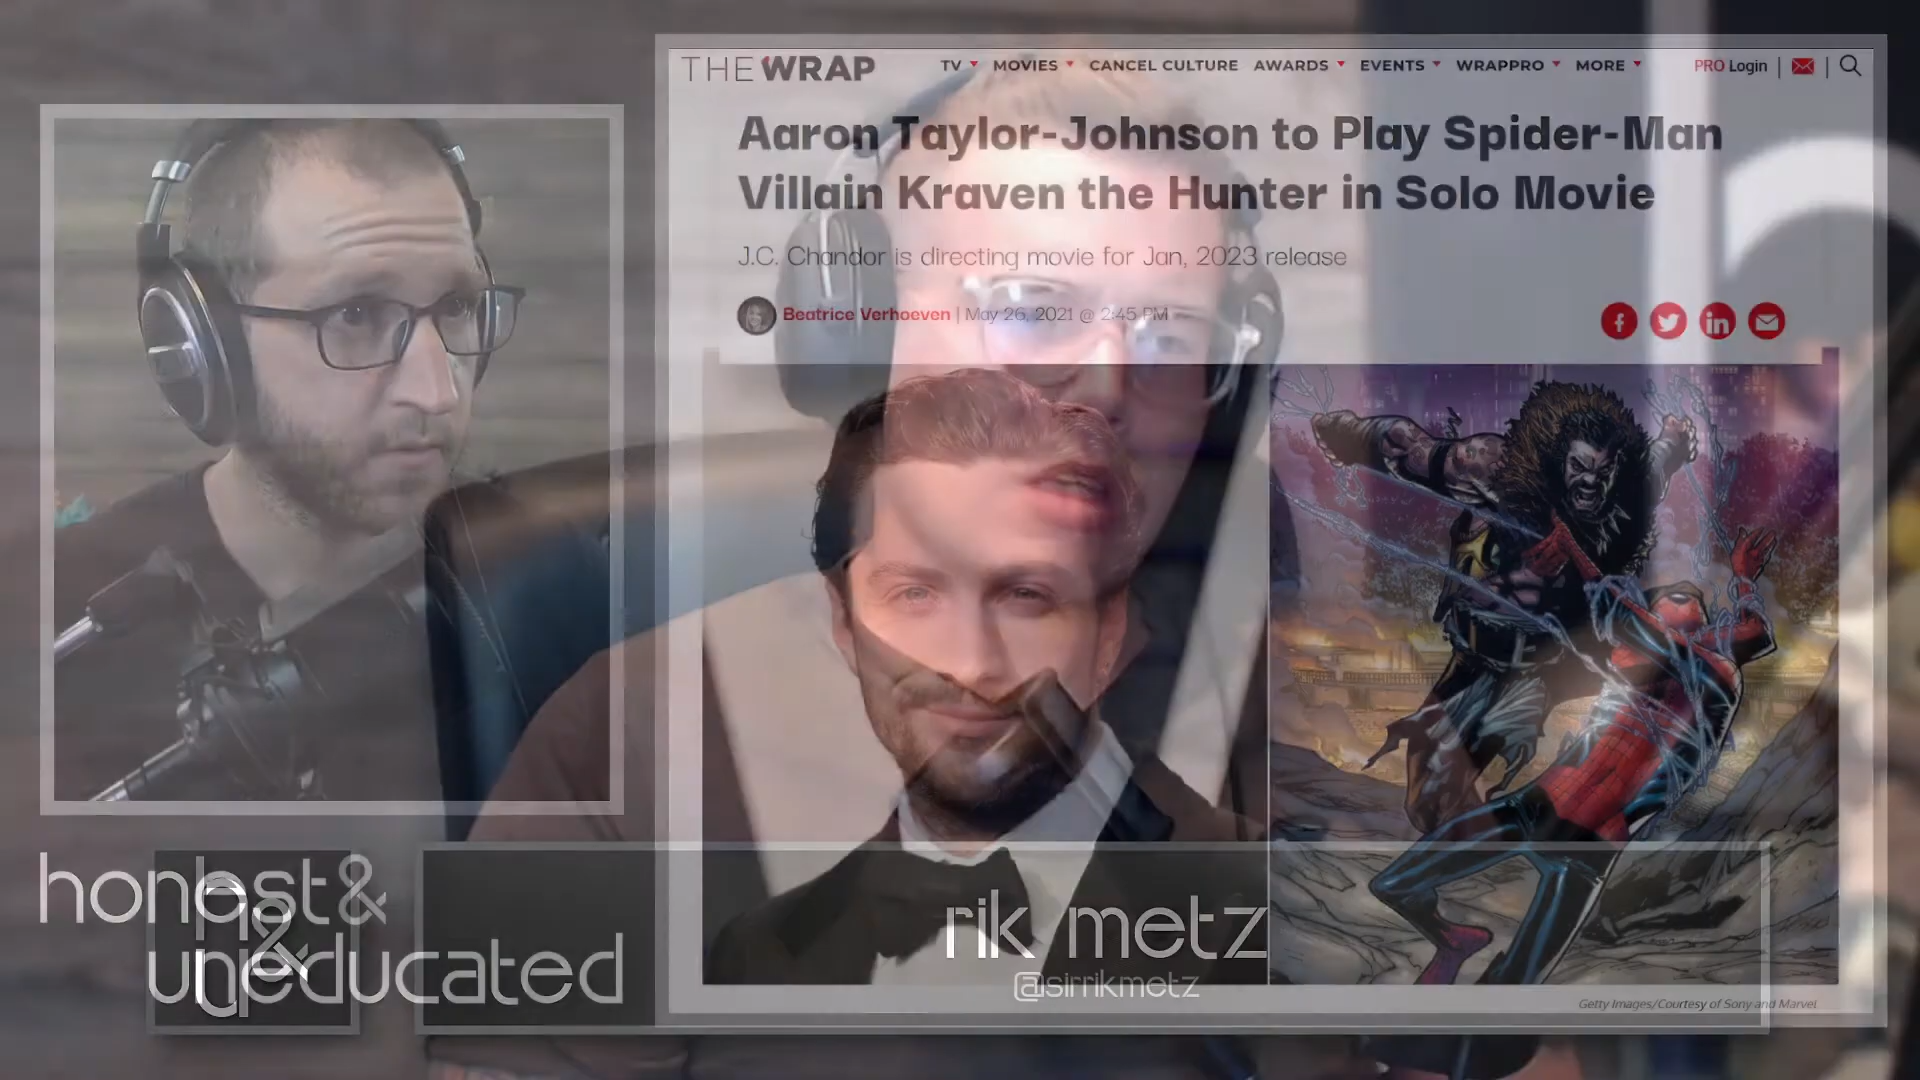 THE WRAP
TV MOVIES CANCEL CULTURE AWARDS EVENTS WRAPPRO MORE PRO Login
Aaron Taylor-Johnson to Play Spider-Man
Villain Kraven the Hunter in Solo Movie
J.C. Chandor is directing movie for Jan, 2023 release
Beatrice Verhoeven | May 26, 2021 @ 2:45 PM
honest&
uneducated
h
&
u
rik metz
@sirrikmetz
Getty Images/Courtesy of Sony and Marvel